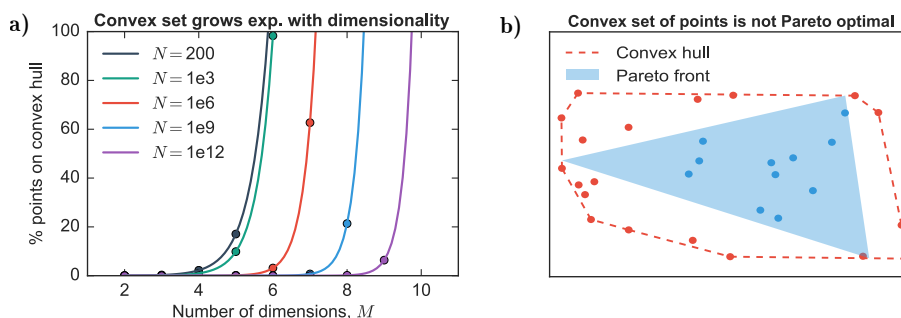 a)
Convex set grows exp. with dimensionality
% points on convex hull
100
80
60
40
20
0
N = 200
N = 1e3
N = 1e6
N = 1e9
N = 1e12
2 4 6 8 10
Number of dimensions, M
b)
Convex set of points is not Pareto optimal
Convex hull
Pareto front